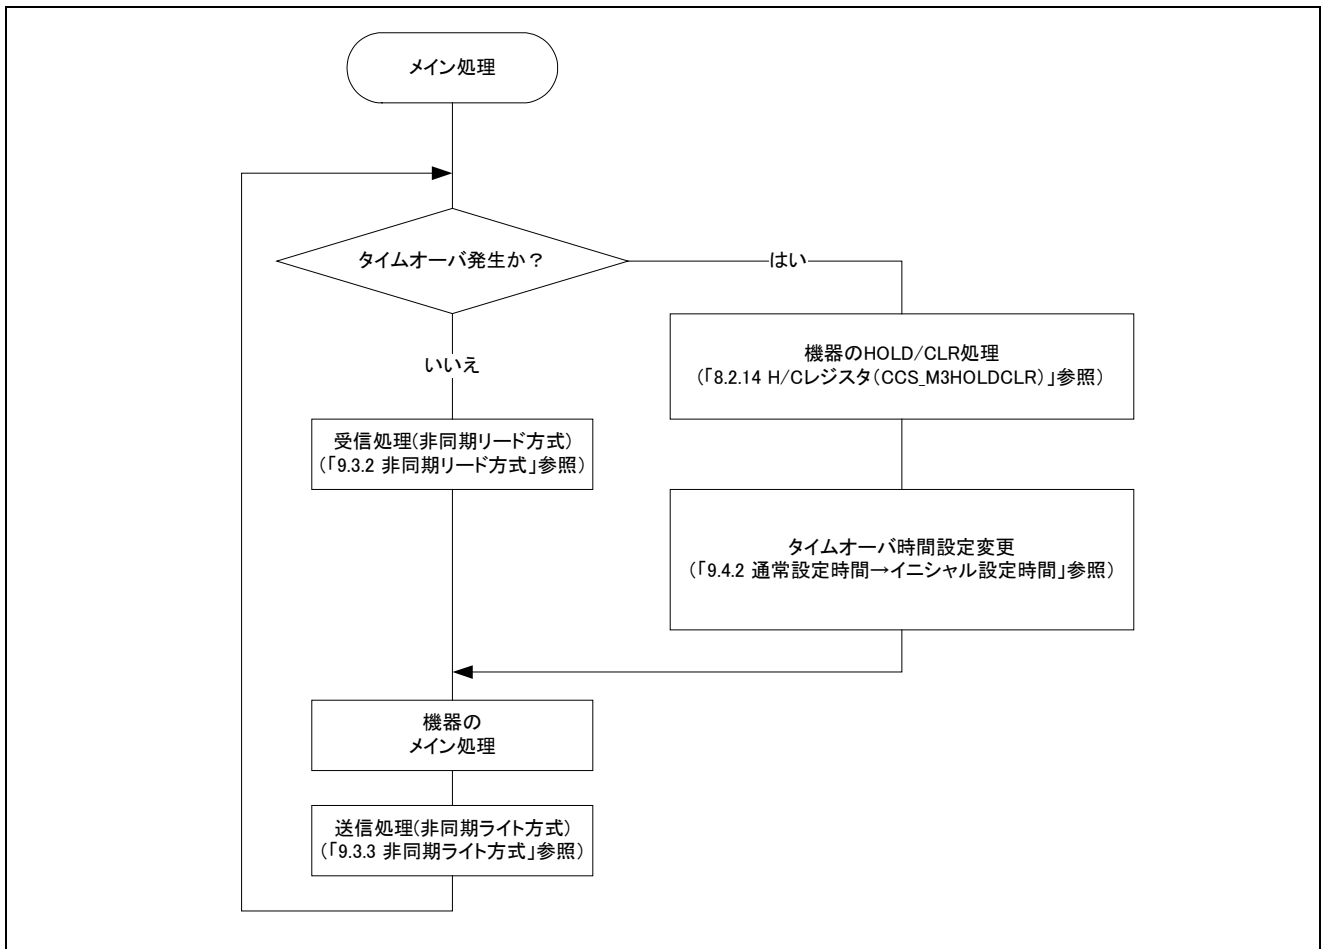 メイン処理
タイムオーバ発生か？
はい
いいえ
機器のHOLD/CLR処理
(｢8.2.14 H/Cレジスタ(CCS_M3HOLDCLR)｣参照)
受信処理(非同期リード方式)
(｢9.3.2 非同期リード方式｣参照)
タイムオーバ時間設定変更
(｢9.4.2 通常設定時間→イニシャル設定時間｣参照)
機器の
メイン処理
送信処理(非同期ライト方式)
(｢9.3.3 非同期ライト方式｣参照)